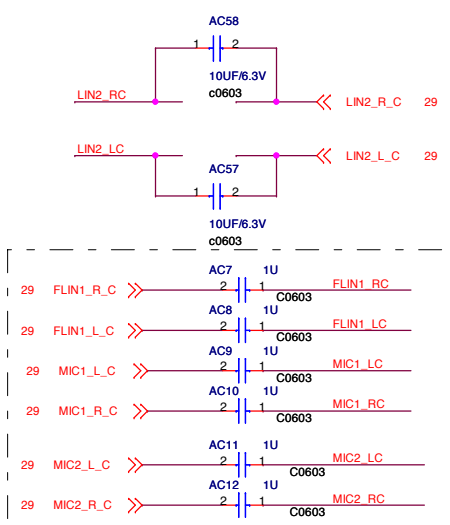 AC58
1 2
10UF/6.3V
c0603
LIN2_RC
LIN2_R_C 29
LIN2_LC
LIN2_L_C 29
AC57
1 2
10UF/6.3V
c0603
AC7 1U
29 FLIN1_R_C 2 1 FLIN1_RC
C0603
AC8 1U
29 FLIN1_L_C 2 1 FLIN1_LC
C0603
AC9 1U
29 MIC1_L_C 2 1 MIC1_LC
C0603
AC10 1U
29 MIC1_R_C 2 1 MIC1_RC
C0603
AC11 1U
29 MIC2_L_C 2 1 MIC2_LC
C0603
AC12 1U
29 MIC2_R_C 2 1 MIC2_RC
C0603